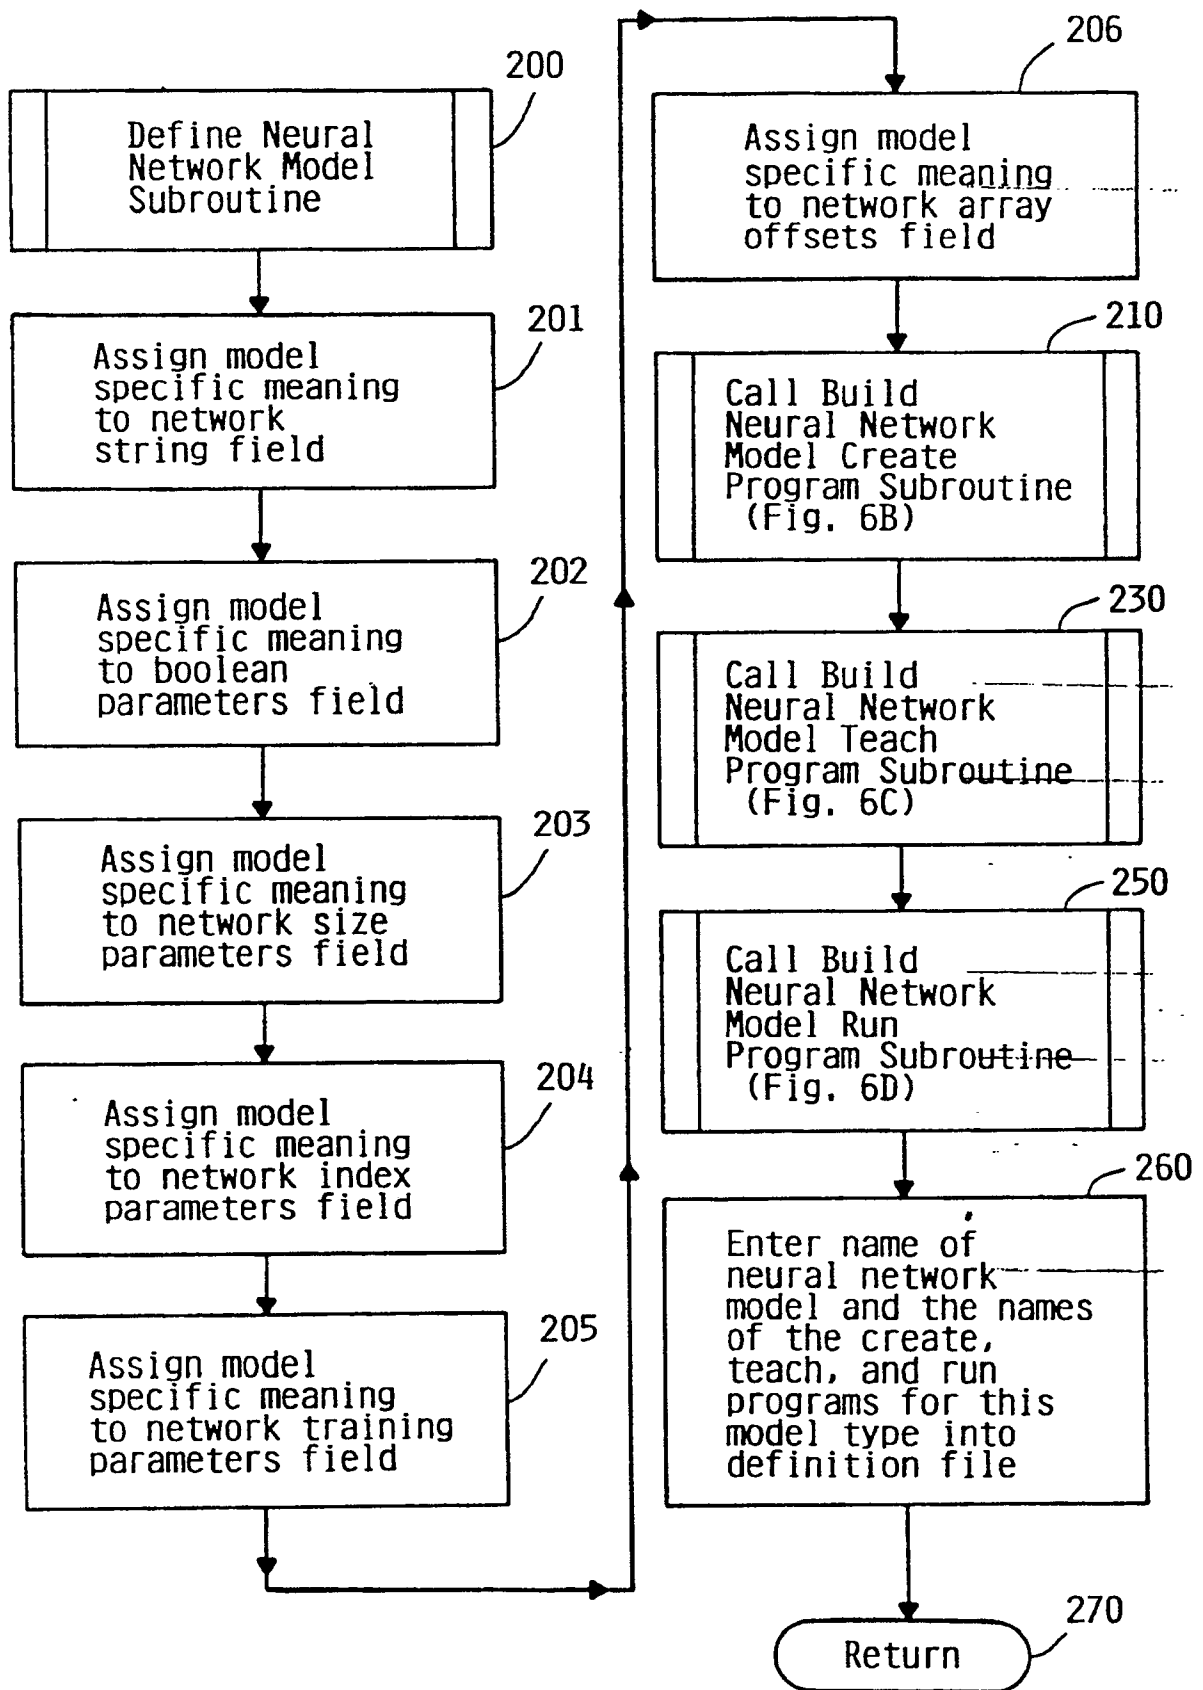 200
Define Neural
Network Model
Subroutine
201
Assign model
specific meaning
to network
string field
202
Assign model
specific meaning
to boolean
parameters field
203
Assign model
specific meaning
to network size
parameters field
204
Assign model
specific meaning
to network index
parameters field
205
Assign model
specific meaning
to network training
parameters field
206
Assign model
specific meaning
to network array
offsets field
210
Call Build
Neural Network
Model Create
Program Subroutine
(Fig. 6B)
230
Call Build
Neural Network
Model Teach
Program Subroutine
(Fig. 6C)
250
Call Build
Neural Network
Model Run
Program Subroutine
(Fig. 6D)
260
Enter name of
neural network
model and the names
of the create,
teach, and run
programs for this
model type into
definition file
270
Return